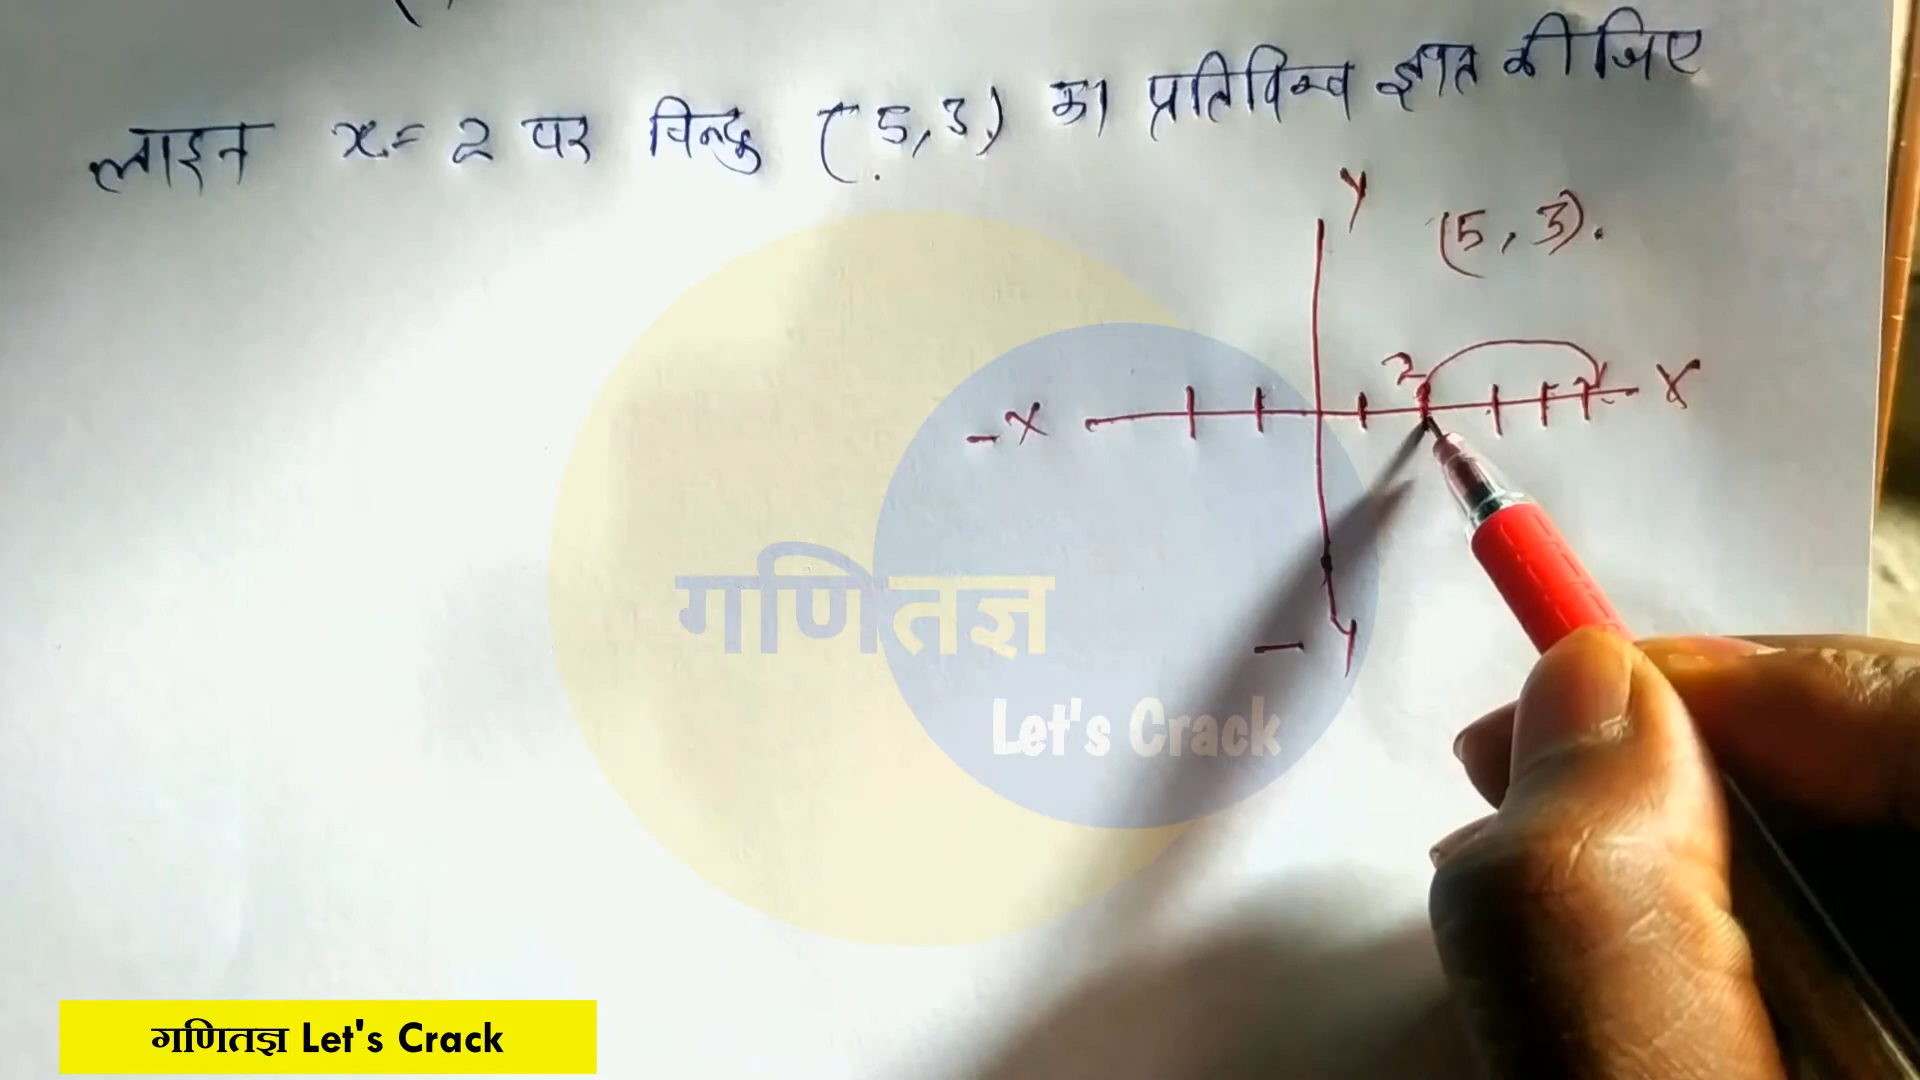 लाइन x = 2 पर बिन्दु (5,3) का प्रतिबिम्ब ज्ञात कीजिए
Y
(5, 3).
2
-X
X
- Y
गणितज्ञ
Let's Crack
गणितज्ञ Let's Crack